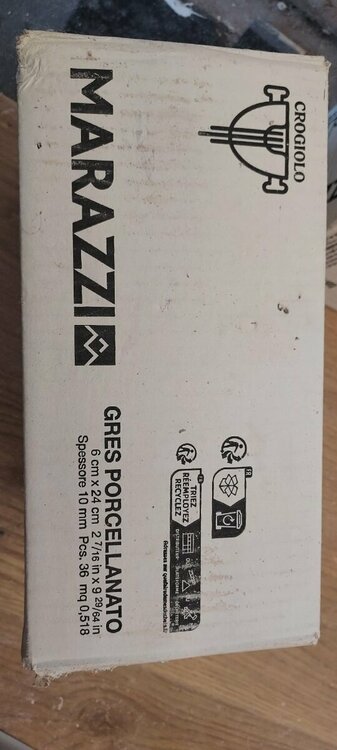 CROGIOLO
MARAZZI
FR
TRIEZ
RÉEMPLOYEZ
RECYCLEZ
GRES PORCELLANATO
6 cm x 24 cm 2 7/16 in x 9 29/64 in
Spessore 10 mm Pcs. 36 mq 0,518